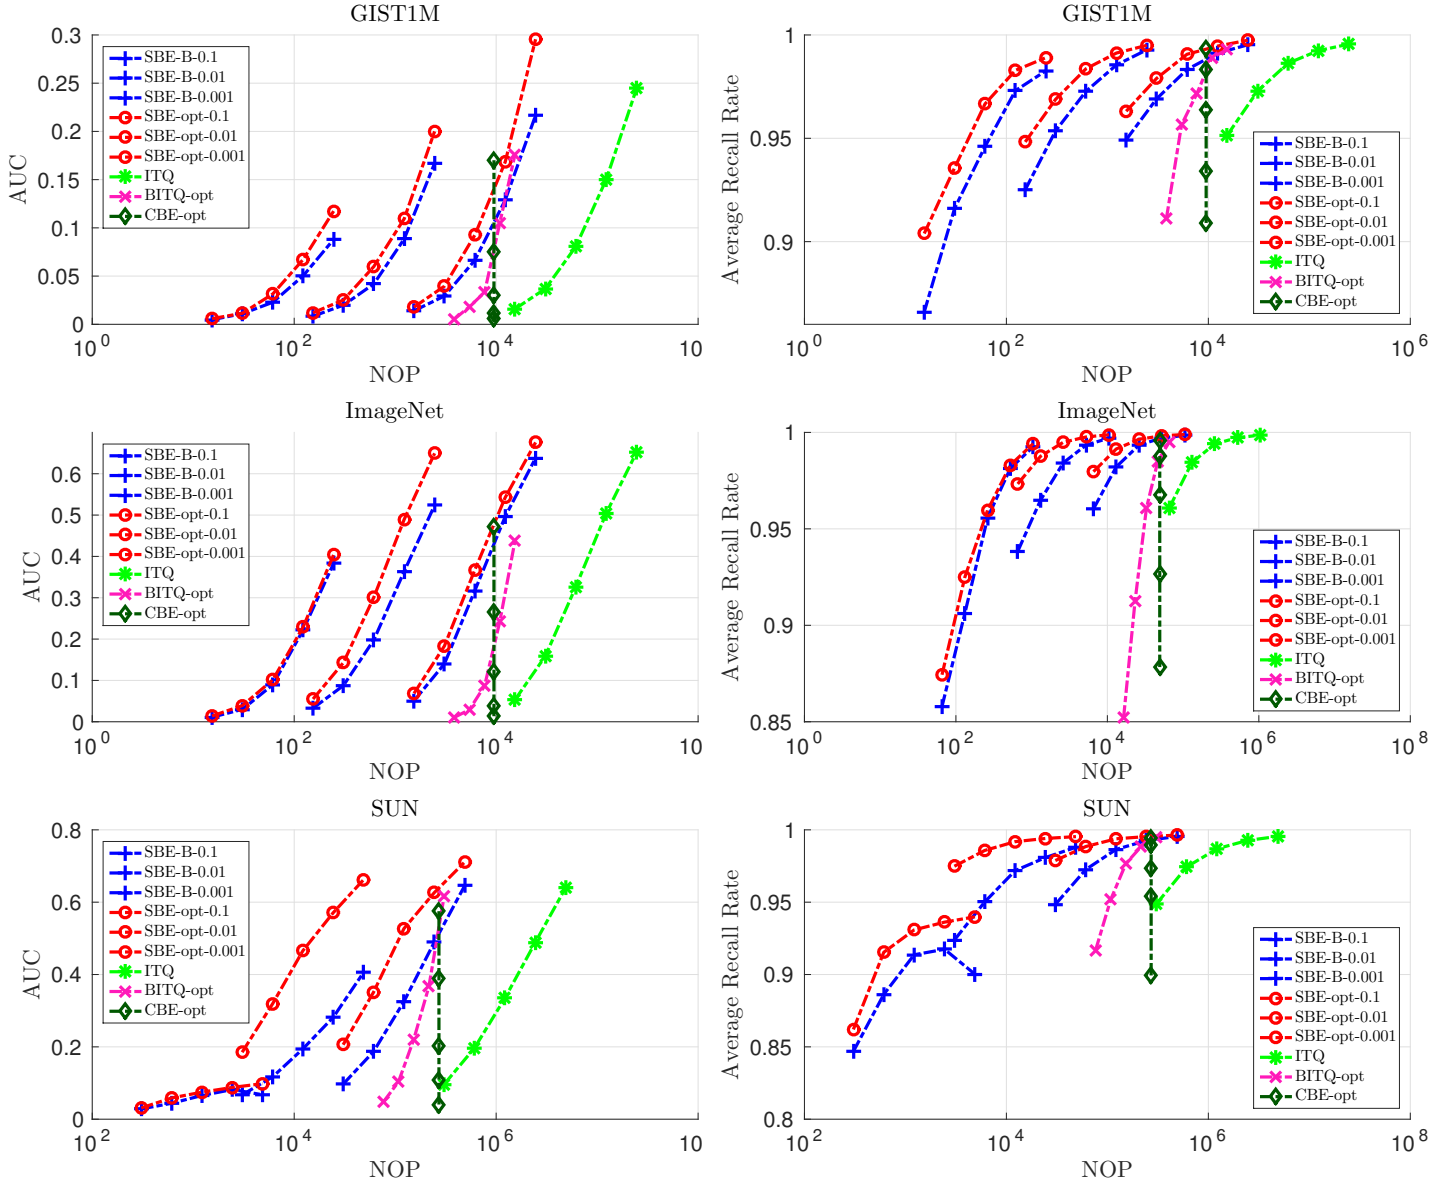 GIST1M
0.3
0.25
0.2
0.15
0.1
0.05
0
AUC
SBE-B-0.1
SBE-B-0.01
SBE-B-0.001
SBE-opt-0.1
SBE-opt-0.01
SBE-opt-0.001
ITQ
BITQ-opt
CBE-opt
10^0 10^2 10^4 10
NOP
GIST1M
1
0.95
0.9
Average Recall Rate
SBE-B-0.1
SBE-B-0.01
SBE-B-0.001
SBE-opt-0.1
SBE-opt-0.01
SBE-opt-0.001
ITQ
BITQ-opt
CBE-opt
10^0 10^2 10^4 10^6
NOP
ImageNet
0.6
0.5
0.4
0.3
0.2
0.1
0
AUC
SBE-B-0.1
SBE-B-0.01
SBE-B-0.001
SBE-opt-0.1
SBE-opt-0.01
SBE-opt-0.001
ITQ
BITQ-opt
CBE-opt
10^0 10^2 10^4 10
NOP
ImageNet
1
0.95
0.9
0.85
Average Recall Rate
SBE-B-0.1
SBE-B-0.01
SBE-B-0.001
SBE-opt-0.1
SBE-opt-0.01
SBE-opt-0.001
ITQ
BITQ-opt
CBE-opt
10^0 10^2 10^4 10^6 10^8
NOP
SUN
0.8
0.6
0.4
0.2
0
AUC
SBE-B-0.1
SBE-B-0.01
SBE-B-0.001
SBE-opt-0.1
SBE-opt-0.01
SBE-opt-0.001
ITQ
BITQ-opt
CBE-opt
10^2 10^4 10^6 10
NOP
SUN
1
0.95
0.9
0.85
0.8
Average Recall Rate
SBE-B-0.1
SBE-B-0.01
SBE-B-0.001
SBE-opt-0.1
SBE-opt-0.01
SBE-opt-0.001
ITQ
BITQ-opt
CBE-opt
10^2 10^4 10^6 10^8
NOP